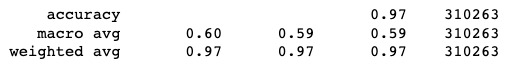 accuracy 0.97 310263
macro avg 0.60 0.59 0.59 310263
weighted avg 0.97 0.97 0.97 310263